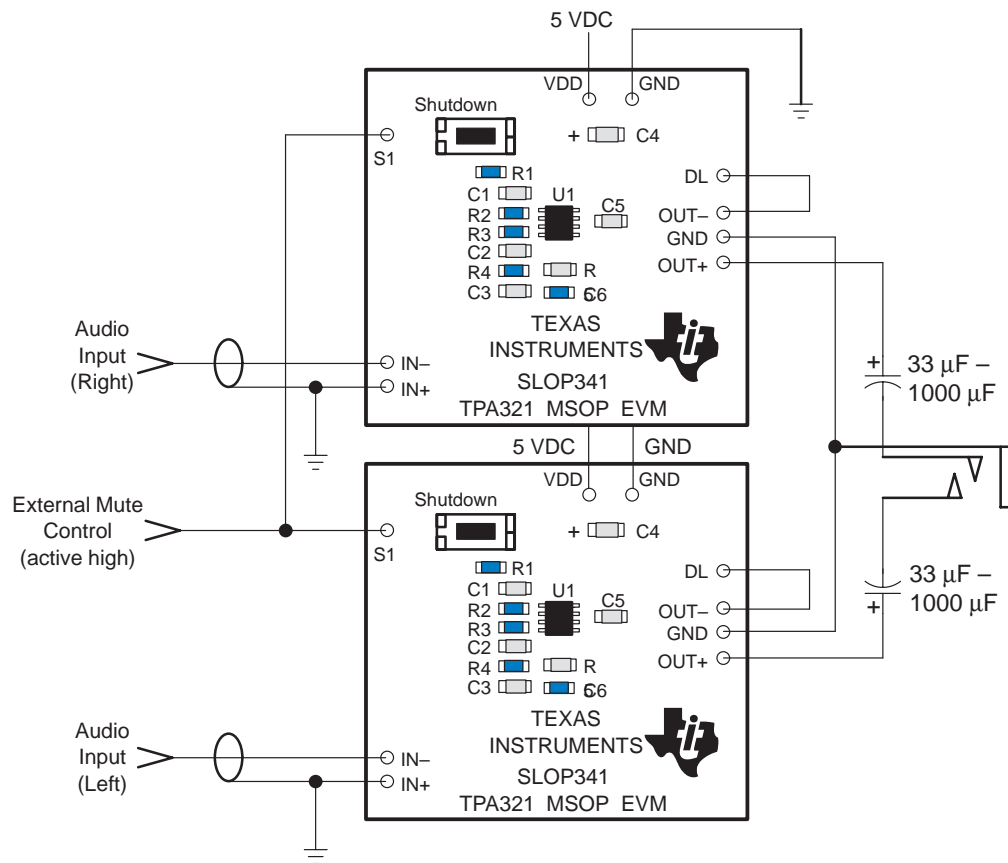 5 VDC
VDD
GND
Shutdown
S1
+
C4
R1
DL
C1
U1
R2
C5
OUT–
R3
GND
C2
OUT+
R4
R
C3
C6
Audio
Input
(Right)
TEXAS
INSTRUMENTS
IN–
IN+
SLOP341
TPA321 MSOP EVM
+
33 µF –
1000 µF
5 VDC
GND
VDD
GND
External Mute
Control
(active high)
Shutdown
S1
+
C4
R1
DL
C1
U1
R2
C5
OUT–
R3
GND
C2
OUT+
R4
R
C3
C6
33 µF –
1000 µF
+
Audio
Input
(Left)
TEXAS
INSTRUMENTS
IN–
IN+
SLOP341
TPA321 MSOP EVM